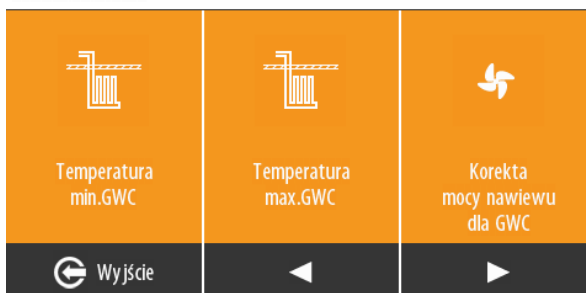 Temperatura
min.GWC
Temperatura
max.GWC
Korekta
mocy nawiewu
dla GWC
Wyjście